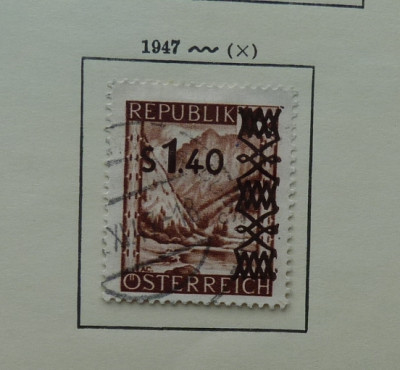 1947 ~~ (×)
REPUBLIK
S 1.40
ÖSTERREICH